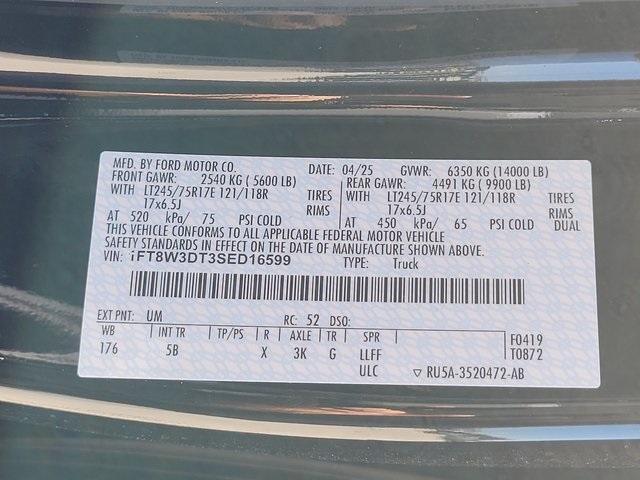 MFD. BY FORD MOTOR CO. DATE: 04/25 GVWR: 6350 KG (14000 LB)
FRONT GAWR: 2540 KG (5600 LB) REAR GAWR: 4491 KG (9900 LB)
WITH LT245/75R17E 121/118R TIRES WITH LT245/75R17E 121/118R TIRES
17x6.5J RIMS 17x6.5J RIMS
AT 520 kPa/ 75 PSI COLD AT 450 kPa/ 65 PSI COLD DUAL
THIS VEHICLE CONFORMS TO ALL APPLICABLE FEDERAL MOTOR VEHICLE
SAFETY STANDARDS IN EFFECT ON THE DATE OF MANUFACTURE SHOWN ABOVE.
VIN: 1FT8W3DT3SED16599 TYPE: Truck
EXT PNT: UM RC: 52 DSO:
WB INT TR TP/PS R AXLE TR SPR F0419
176 5B X 3K G LLFF T0872
ULC ▽ RU5A-3520472-AB